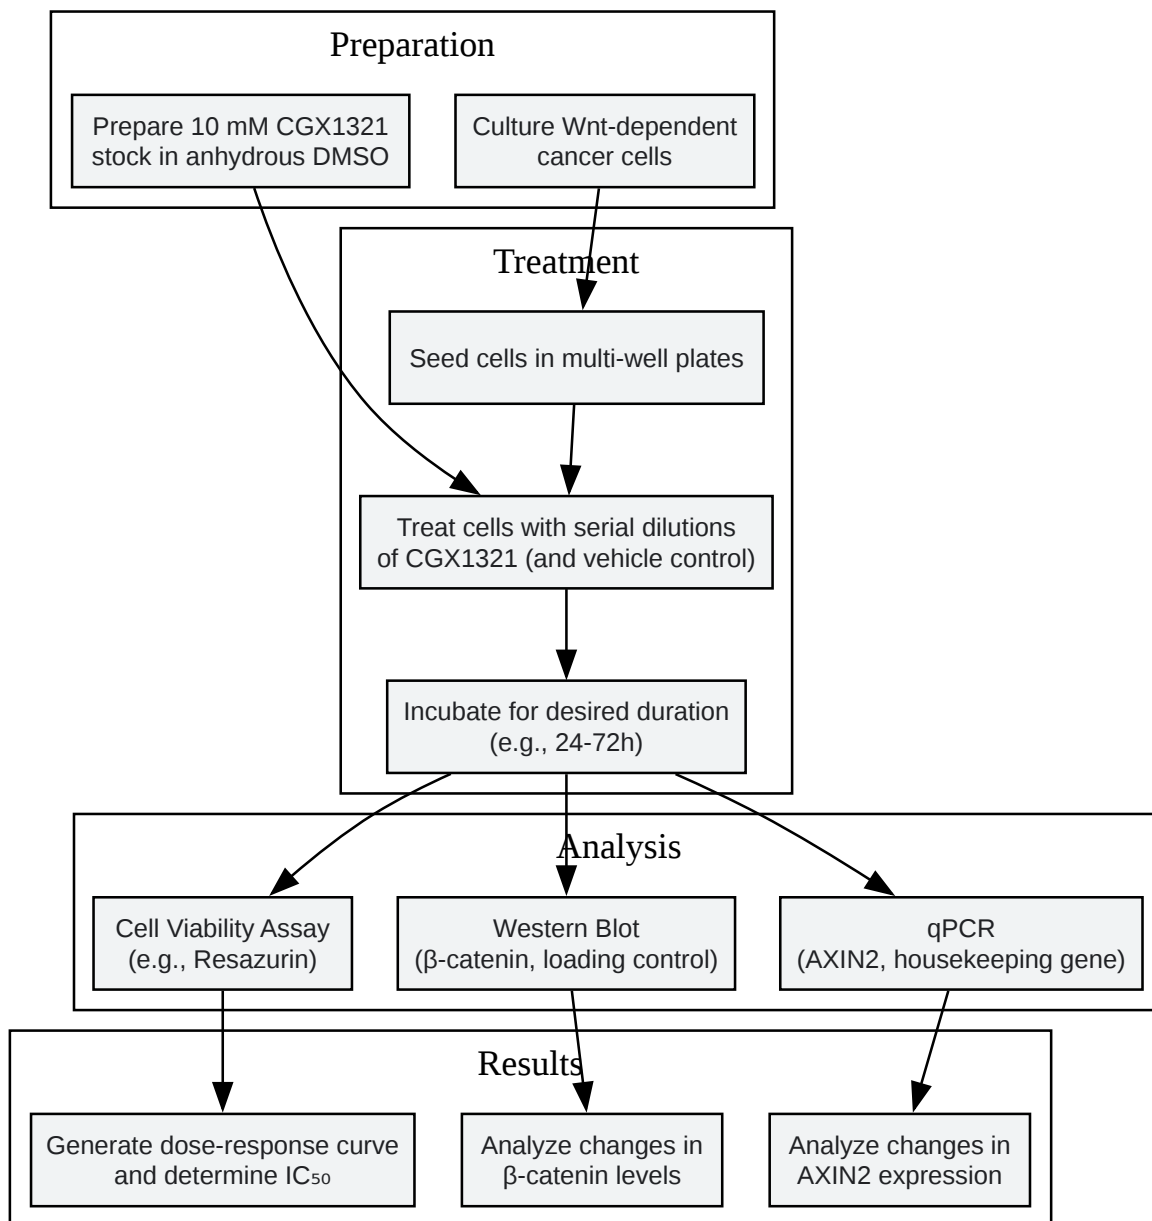 Preparation
Prepare 10 mM CGX1321
stock in anhydrous DMSO
Culture Wnt-dependent
cancer cells
Treatment
Seed cells in multi-well plates
Treat cells with serial dilutions
of CGX1321 (and vehicle control)
Incubate for desired duration
(e.g., 24-72h)
Analysis
Cell Viability Assay
(e.g., Resazurin)
Western Blot
(β-catenin, loading control)
qPCR
(AXIN2, housekeeping gene)
Results
Generate dose-response curve
and determine IC₅₀
Analyze changes in
β-catenin levels
Analyze changes in
AXIN2 expression